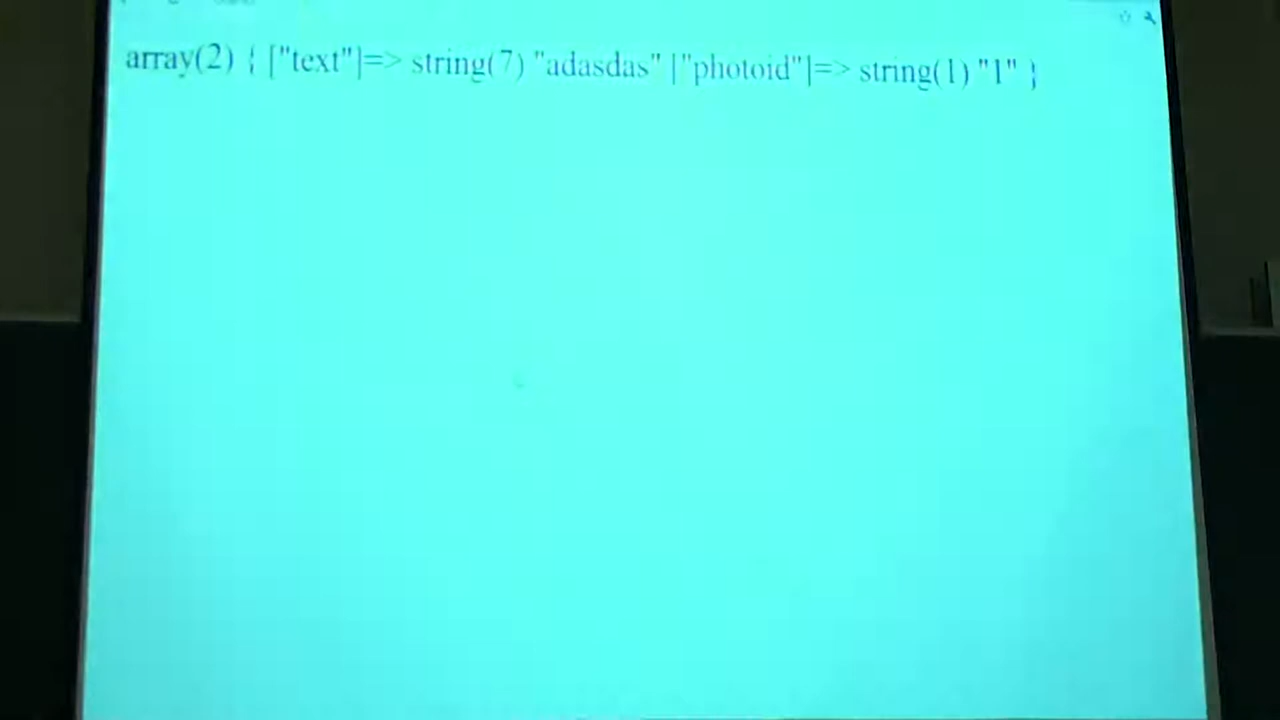 array(2) { ["text"]=> string(7) "adasdas" ["photoid"]=> string(1) "1" }